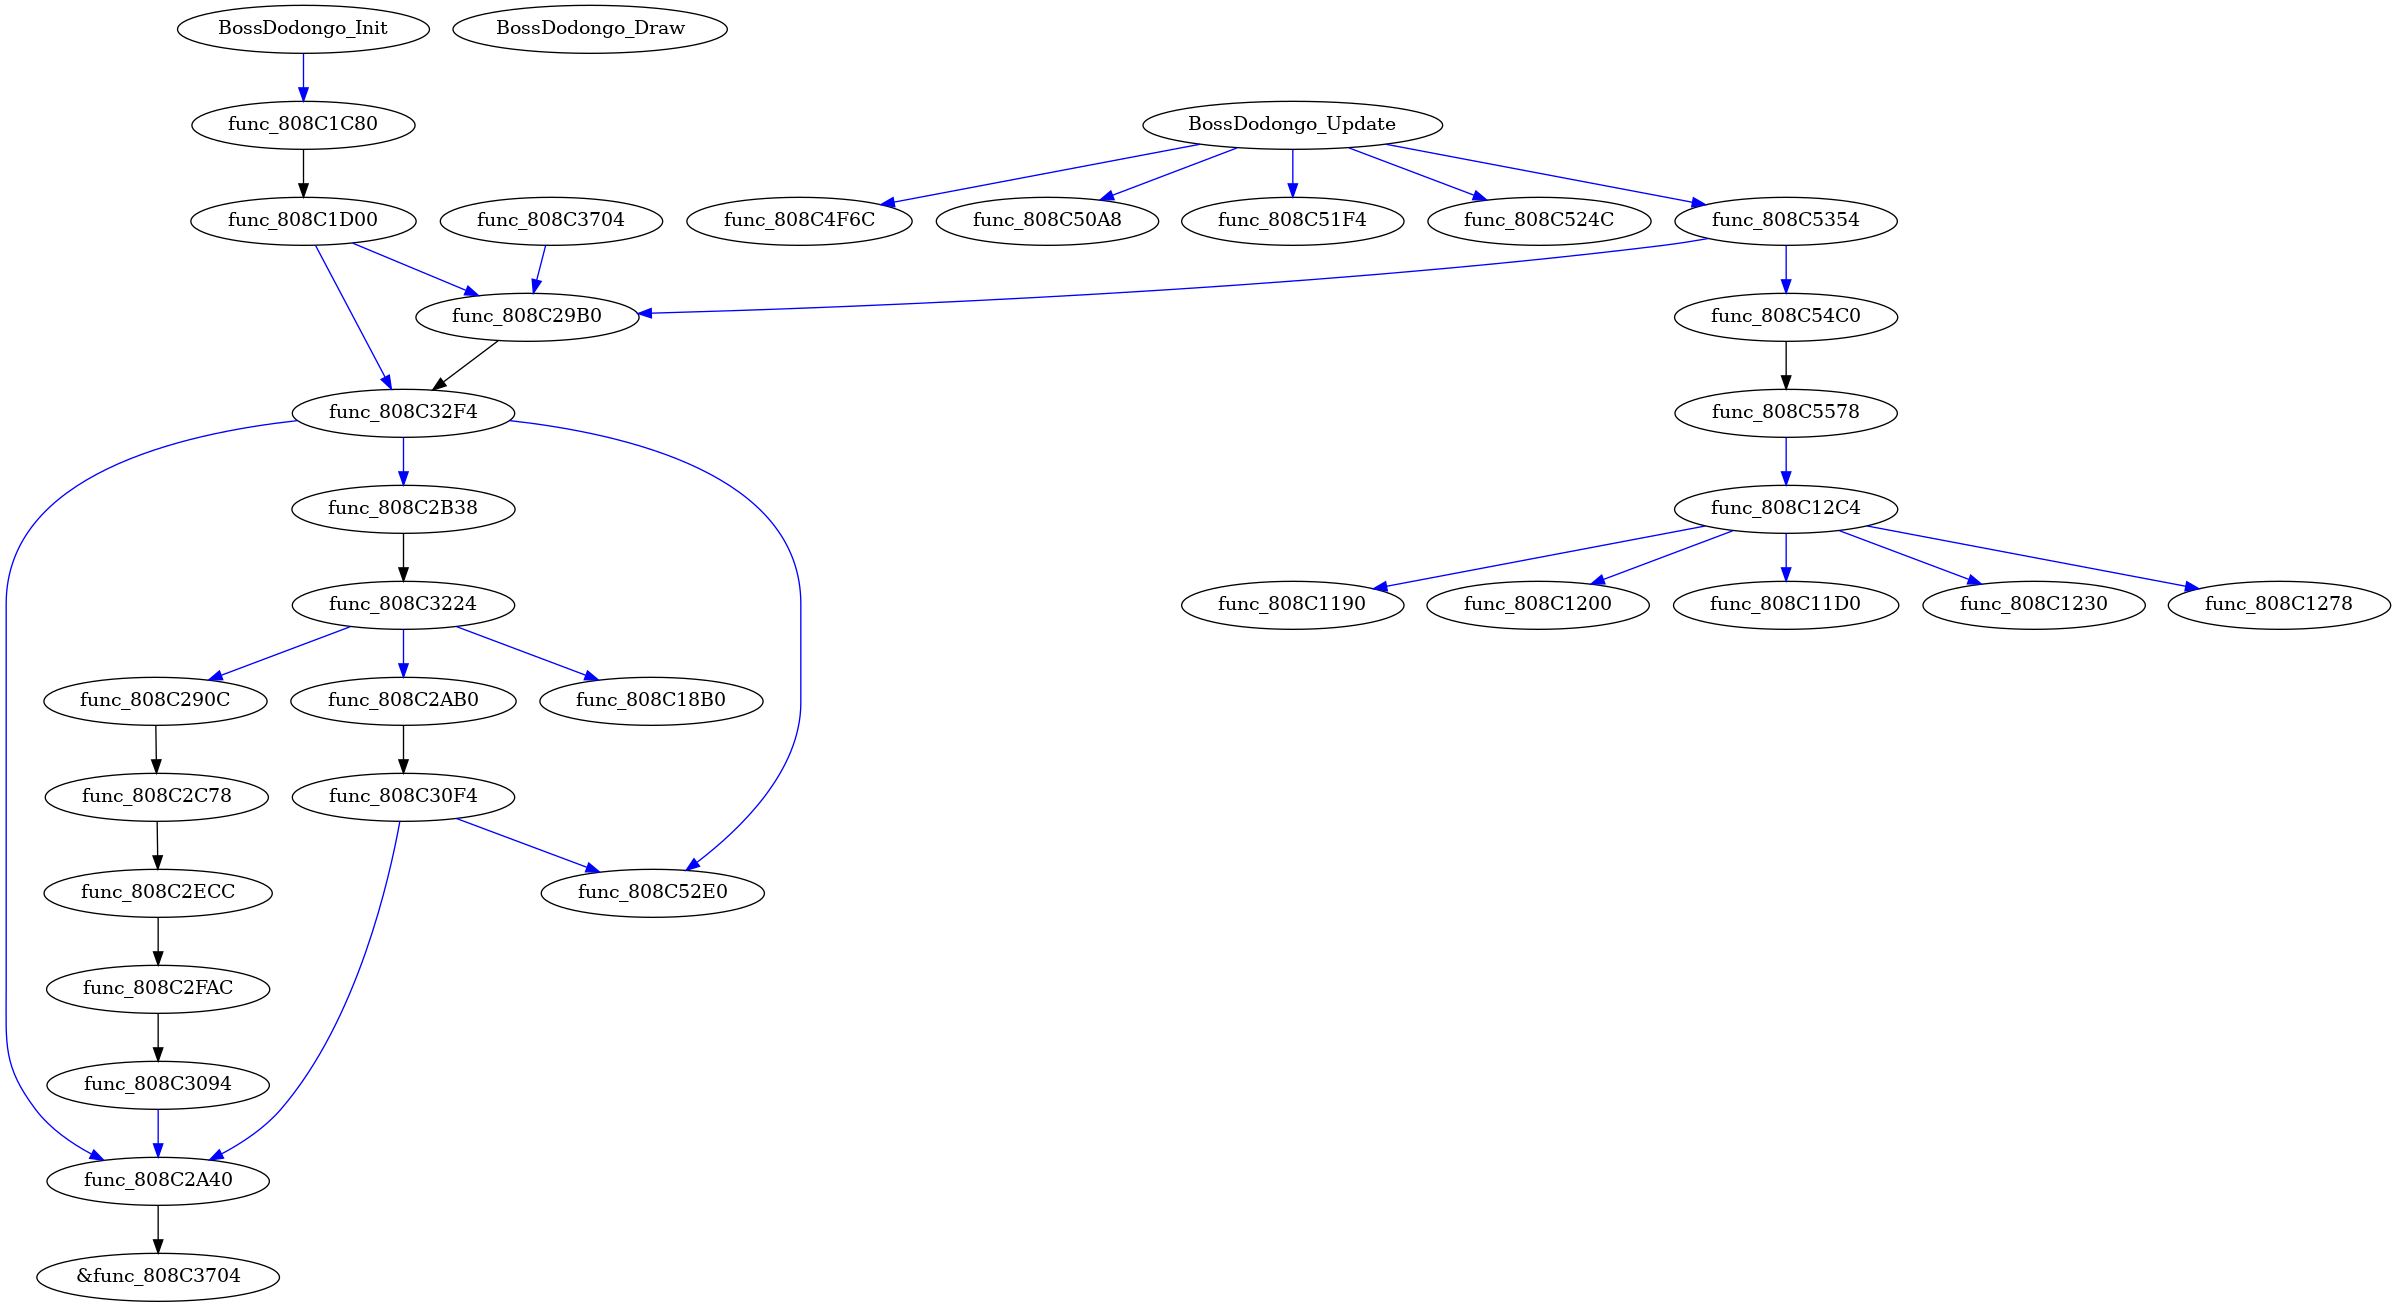 BossDodongo_Init
BossDodongo_Draw
func_808C1C80
BossDodongo_Update
func_808C1D00
func_808C3704
func_808C4F6C
func_808C50A8
func_808C51F4
func_808C524C
func_808C5354
func_808C29B0
func_808C54C0
func_808C32F4
func_808C5578
func_808C2B38
func_808C12C4
func_808C3224
func_808C1190
func_808C1200
func_808C11D0
func_808C1230
func_808C1278
func_808C290C
func_808C2AB0
func_808C18B0
func_808C2C78
func_808C30F4
func_808C2ECC
func_808C52E0
func_808C2FAC
func_808C3094
func_808C2A40
&func_808C3704